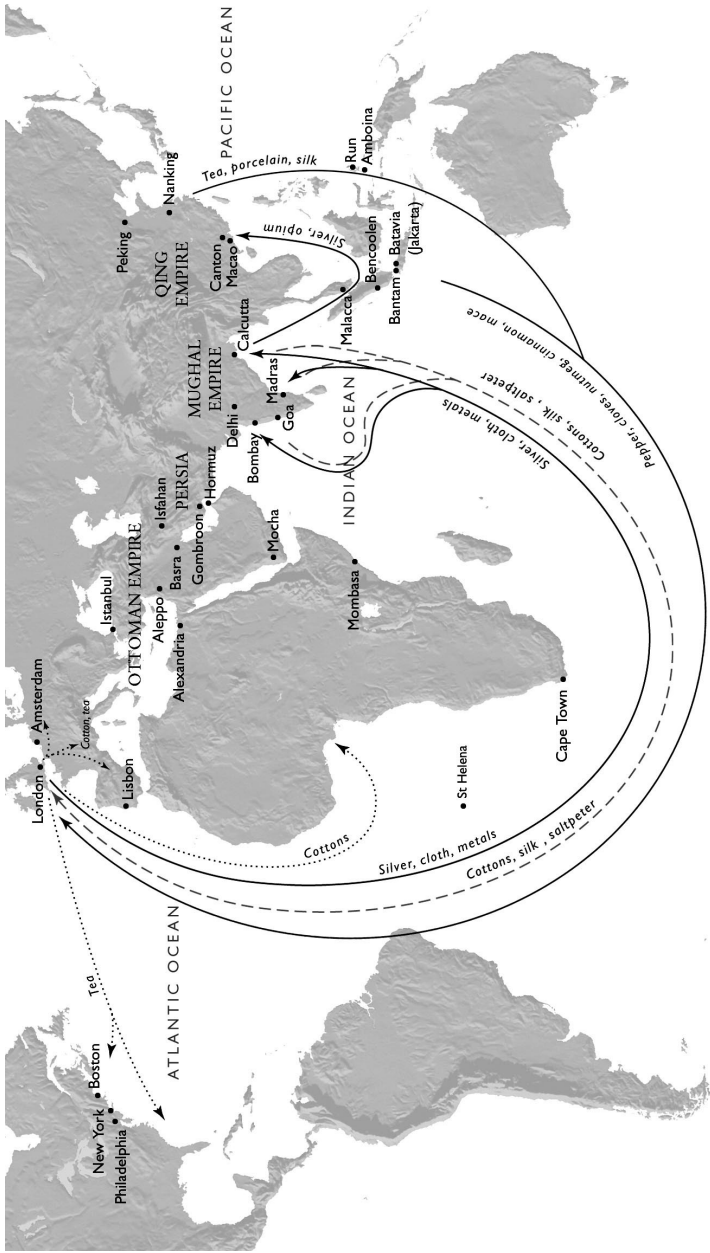 PACIFIC OCEAN
Peking
Nanking
QING
EMPIRE
Canton
Macao
Tea, porcelain, silk
Silver, opium
Run
Amboina
Malacca
Bencoolen
Bantam
Batavia
(Jakarta)
Calcutta
MUGHAL
EMPIRE
Delhi
Madras
Goa
Bombay
INDIAN OCEAN
Pepper, cloves, nutmeg, cinnamon, mace
Cottons, silk, saltpeter
Silver, cloth, metals
PERSIA
Isfahan
Hormuz
Gombroon
Basra
Mocha
Mombasa
OTTOMAN EMPIRE
Istanbul
Aleppo
Alexandria
Amsterdam
London
Cotton, tea
Lisbon
Cape Town
St Helena
Cottons
Silver, cloth, metals
Cottons, silk saltpeter
ATLANTIC OCEAN
Tea
Boston
New York
Philadelphia